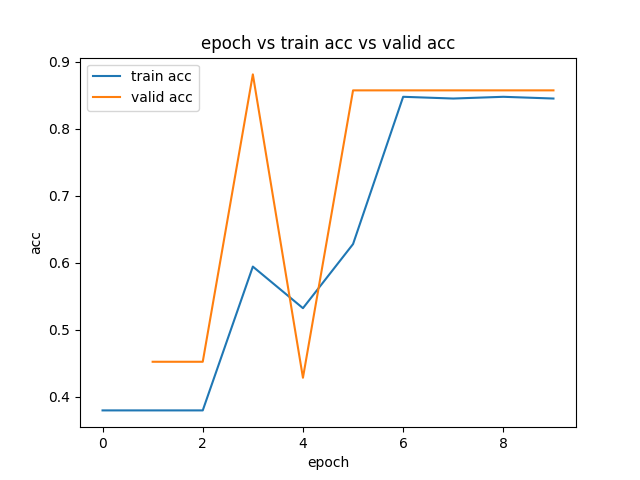 epoch vs train acc vs valid acc
train acc
valid acc
acc
0.9
0.8
0.7
0.6
0.5
0.4
0 2 4 6 8
epoch